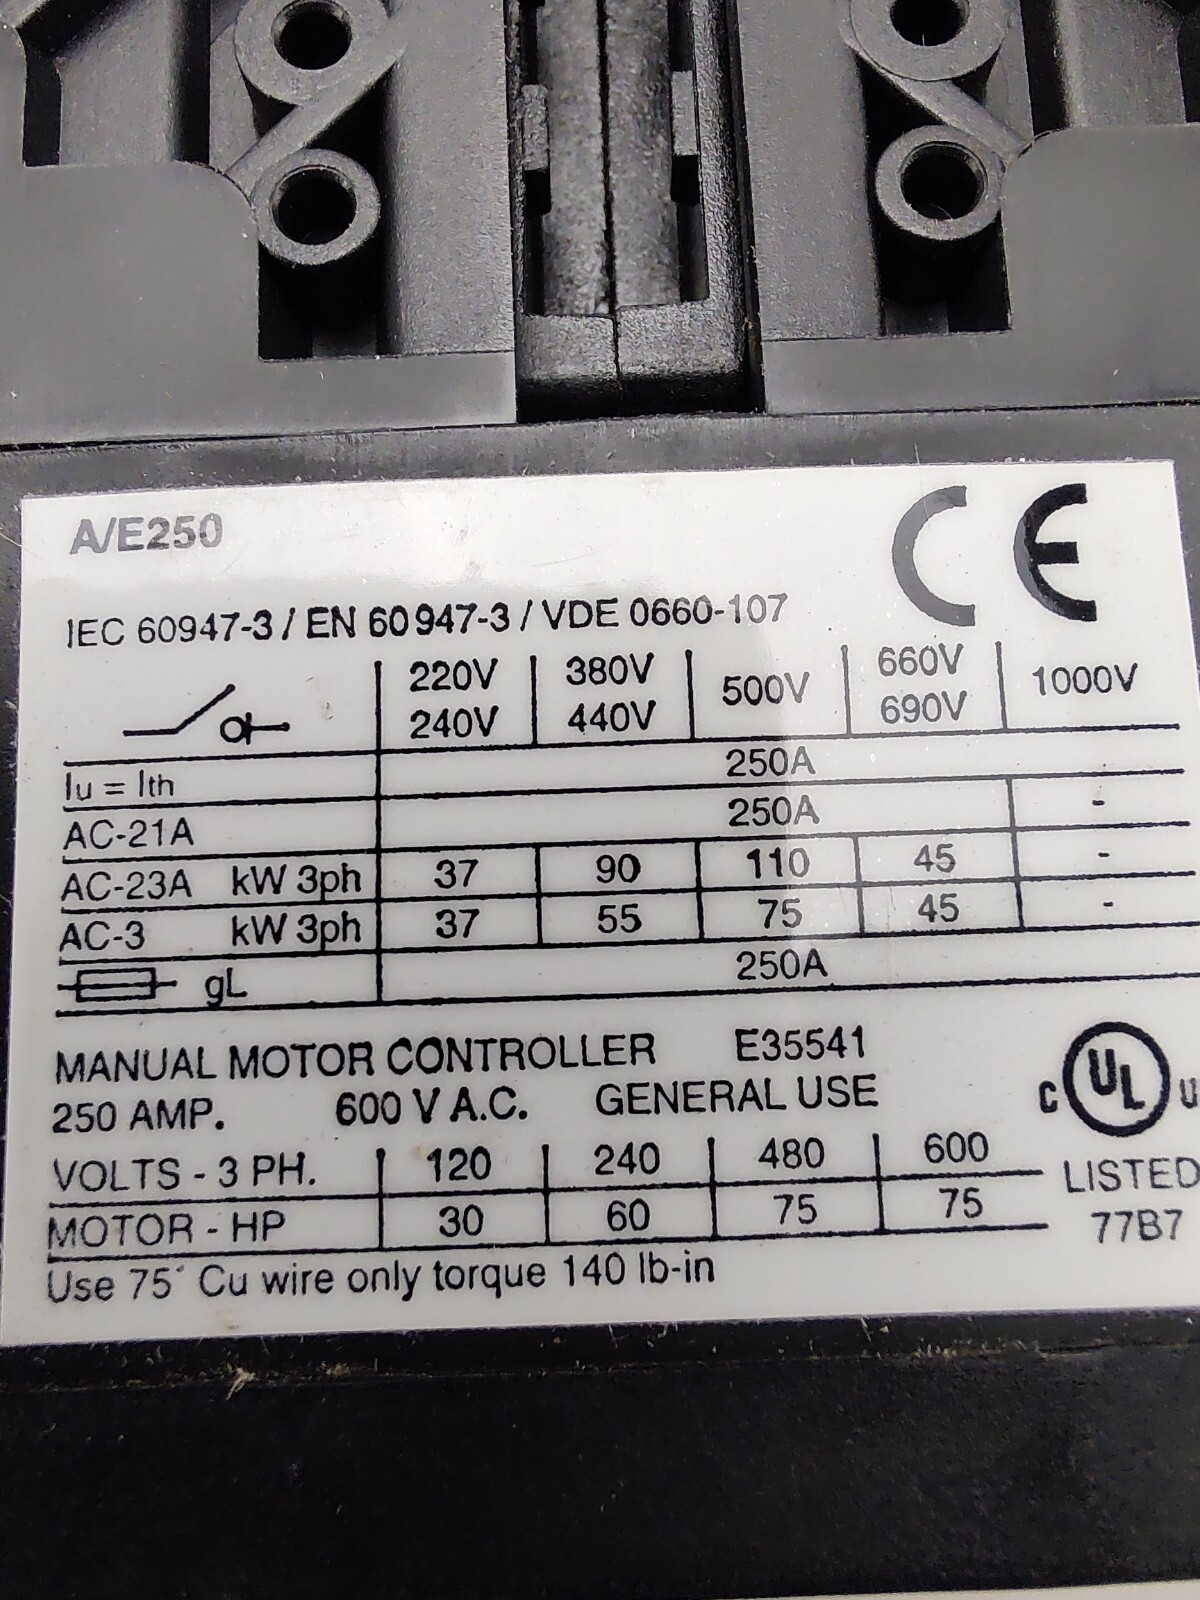 A/E250 CE
IEC 60947-3 / EN 60947-3 / VDE 0660-107
220V 380V 500V 660V 1000V
240V 440V 690V
Iu = Ith 250A
AC-21A 250A -
AC-23A kW 3ph 37 90 110 45 -
AC-3 kW 3ph 37 55 75 45 -
gL 250A
MANUAL MOTOR CONTROLLER E35541
250 AMP. 600 V A.C. GENERAL USE
C UL U
VOLTS - 3 PH. 120 240 480 600
LISTED
MOTOR - HP 30 60 75 75
77B7
Use 75° Cu wire only torque 140 lb-in